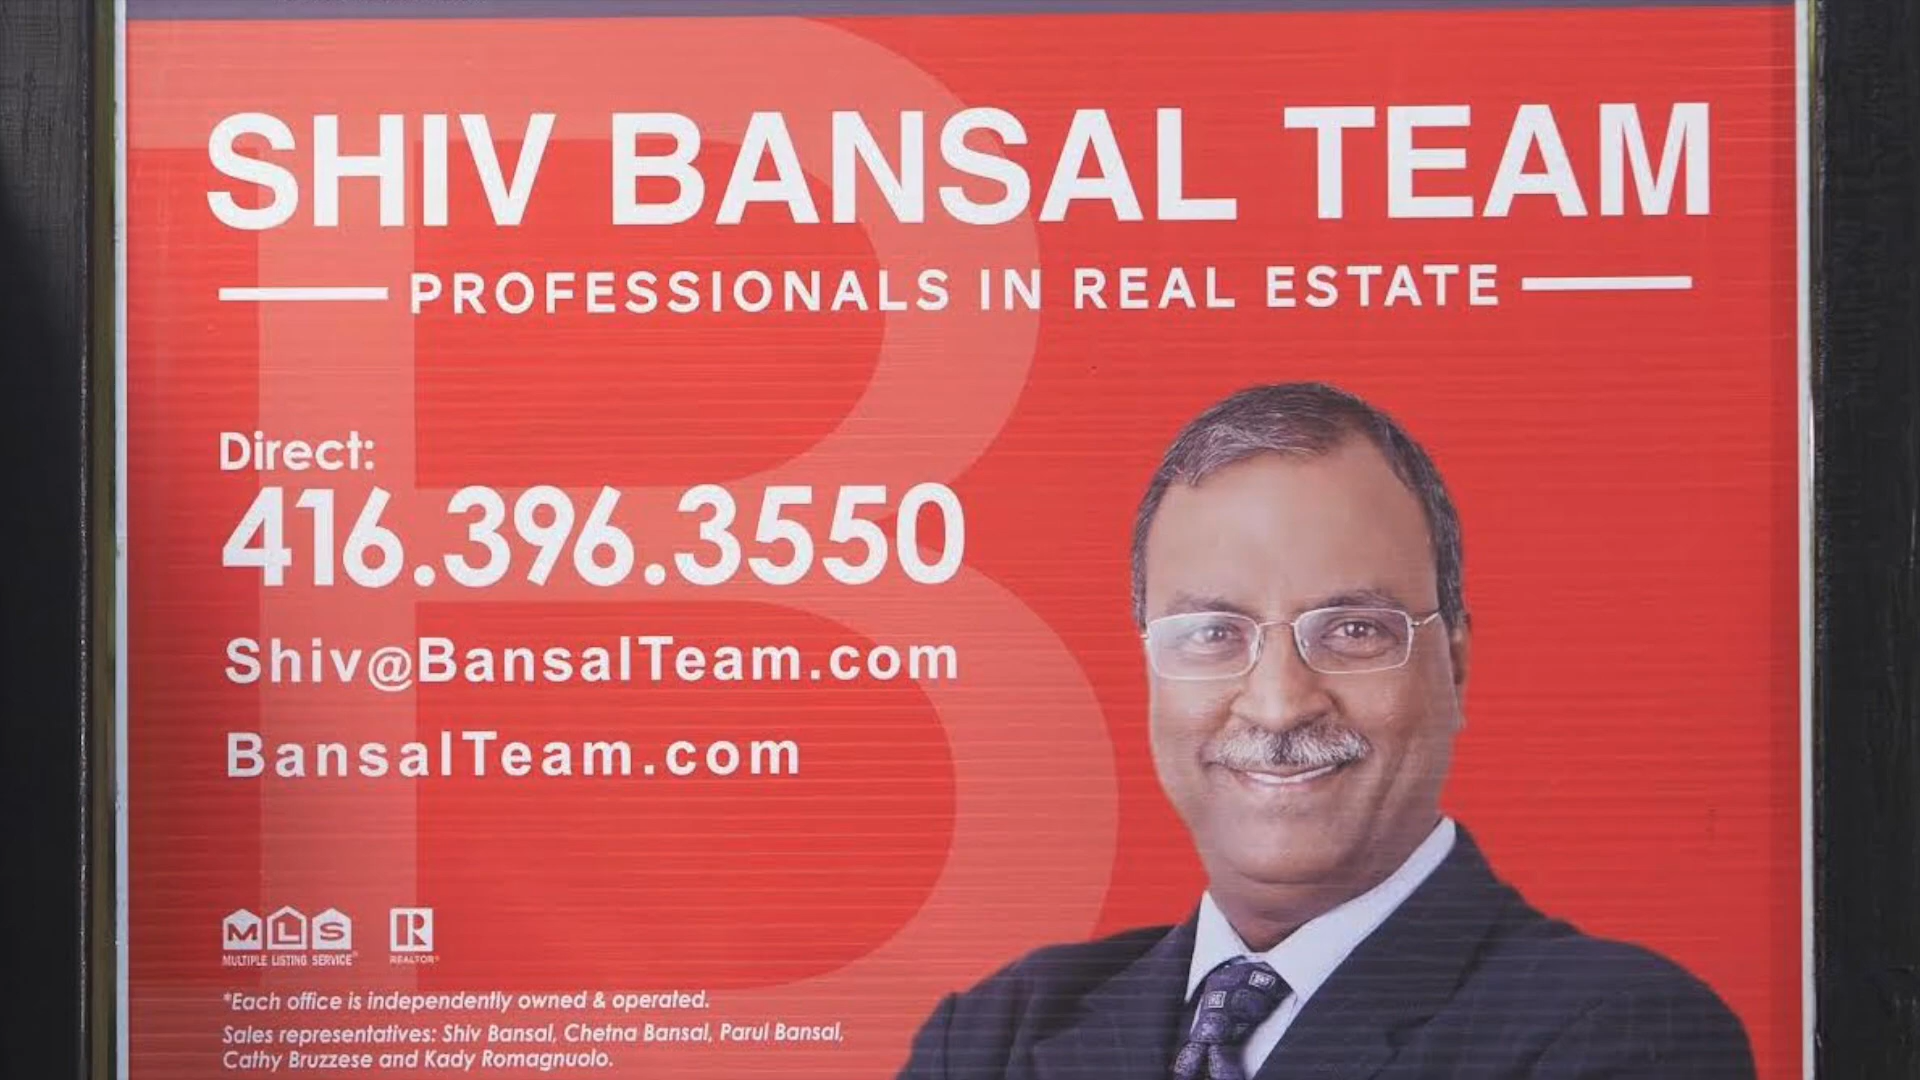 SHIV BANSAL TEAM
PROFESSIONALS IN REAL ESTATE
Direct:
416.396.3550
Shiv@BansalTeam.com
BansalTeam.com
MLS
MULTIPLE LISTING SERVICE
R
REALTOR®
*Each office is independently owned & operated.
Sales representatives: Shiv Bansal, Chetna Bansal, Parul Bansal,
Cathy Bruzzese and Kady Romagnuolo.